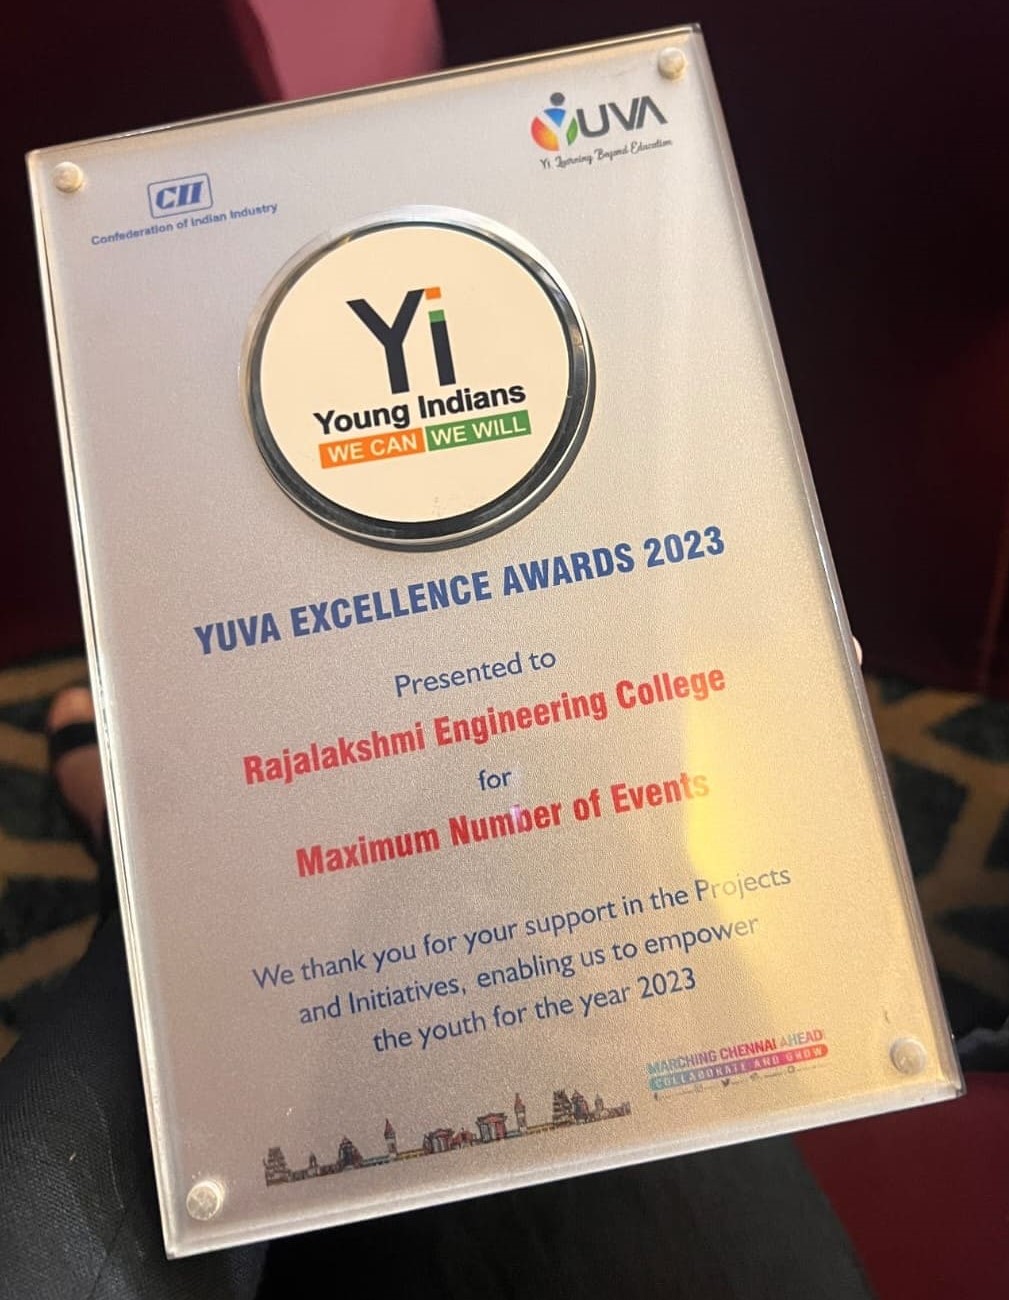 YUVA
Yi Learning Beyond Education
CII
Confederation of Indian Industry
Yi
Young Indians
WE CAN WE WILL
YUVA EXCELLENCE AWARDS 2023
Presented to
Rajalakshmi Engineering College
for
Maximum Number of Events
We thank you for your support in the Projects
and Initiatives, enabling us to empower
the youth for the year 2023
MARCHING CHENNAI AHEAD
COLLABORATE AND GROW